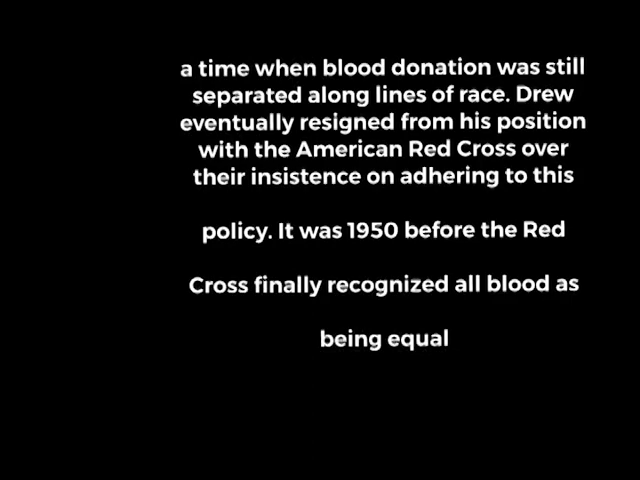 a time when blood donation was still
separated along lines of race. Drew
eventually resigned from his position
with the American Red Cross over
their insistence on adhering to this
policy. It was 1950 before the Red
Cross finally recognized all blood as
being equal